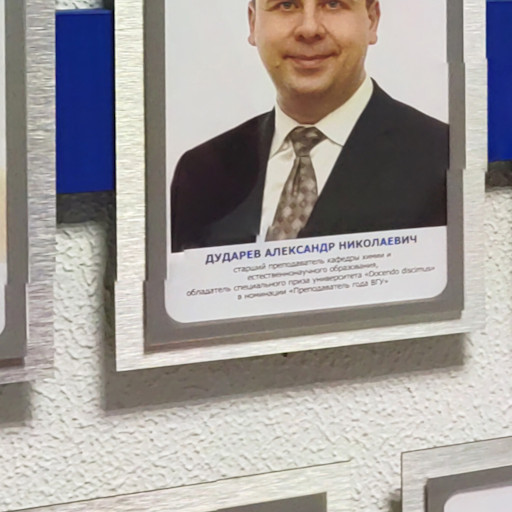 ДУДАРЕВ АЛЕКСАНДР НИКОЛАЕВИЧ
старший преподаватель кафедры химии и
естественнонаучного образования,
обладатель специального приза университета «Docendo discimus»
в номинации «Преподаватель года ВГУ»